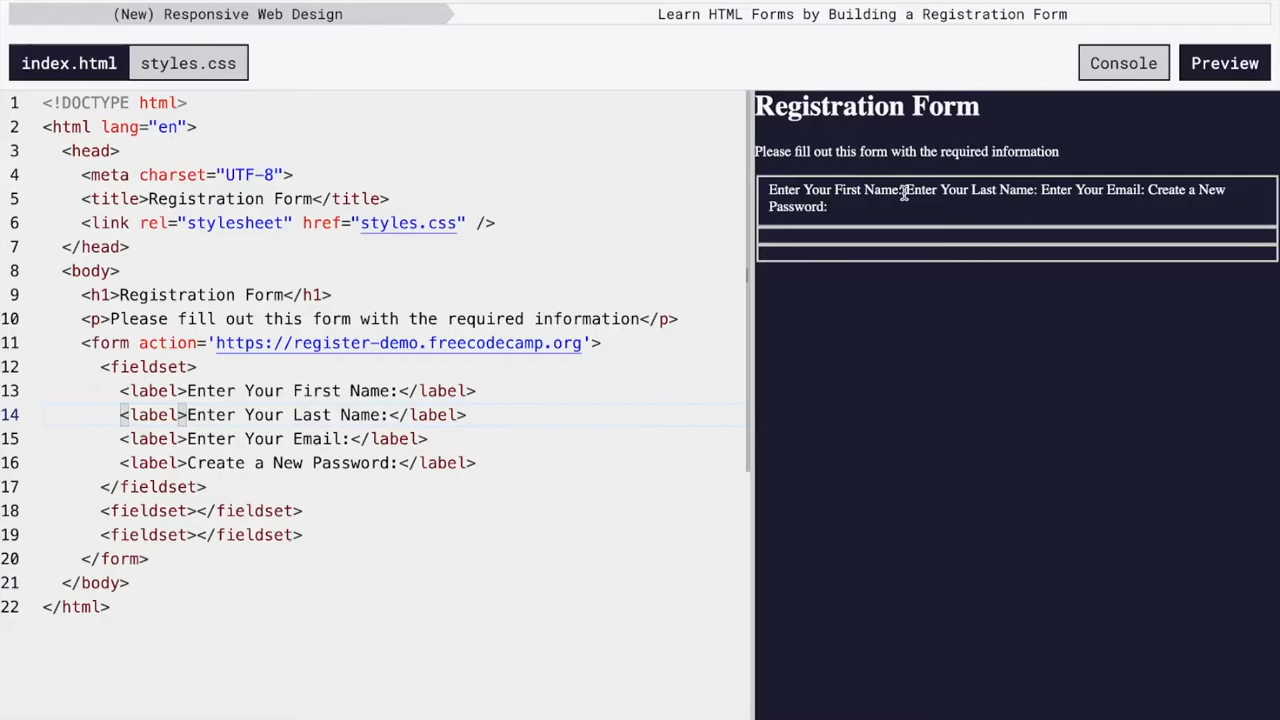 (New) Responsive Web Design
Learn HTML Forms by Building a Registration Form
index.html
styles.css
Console
Preview
1 <!DOCTYPE html>
2 <html lang="en">
3 <head>
4 <meta charset="UTF-8">
5 <title>Registration Form</title>
6 <link rel="stylesheet" href="styles.css" />
7 </head>
8 <body>
9 <h1>Registration Form</h1>
10 <p>Please fill out this form with the required information</p>
11 <form action='https://register-demo.freecodecamp.org'>
12 <fieldset>
13 <label>Enter Your First Name:</label>
14 <label>Enter Your Last Name:</label>
15 <label>Enter Your Email:</label>
16 <label>Create a New Password:</label>
17 </fieldset>
18 <fieldset></fieldset>
19 <fieldset></fieldset>
20 </form>
21 </body>
22 </html>
Registration Form
Please fill out this form with the required information
Enter Your First Name: Enter Your Last Name: Enter Your Email: Create a New
Password: